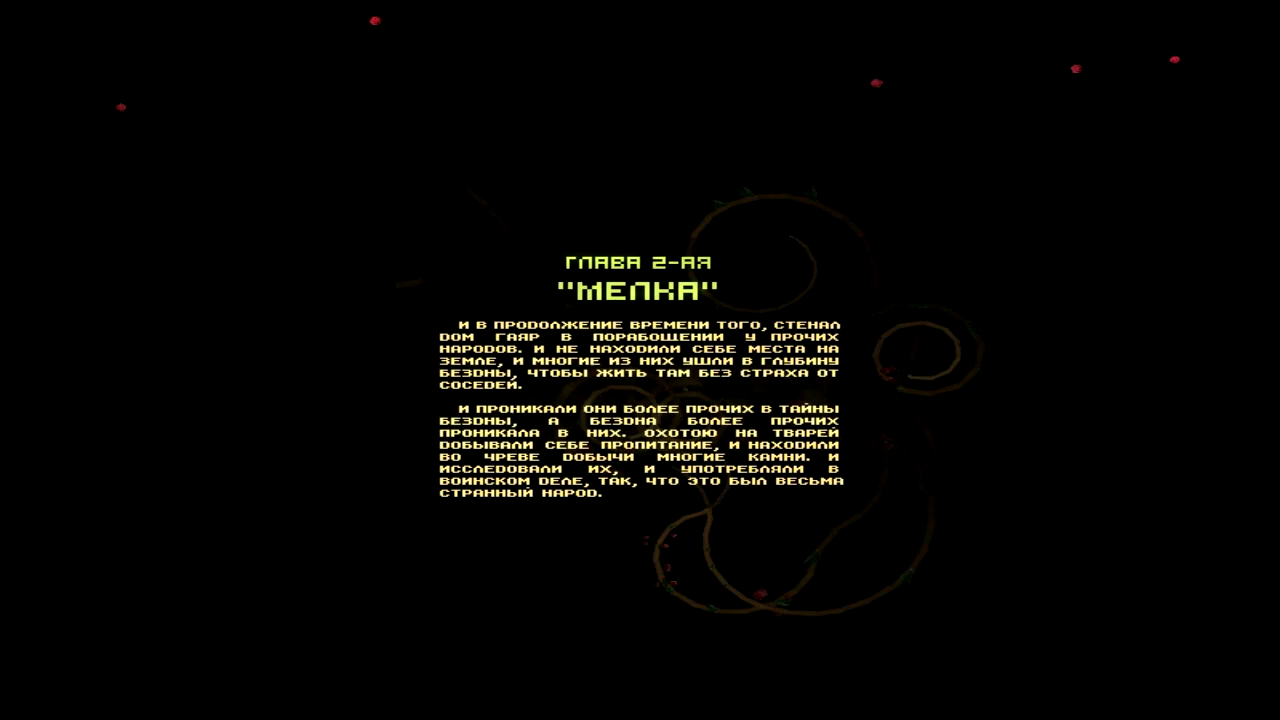 ГЛАВА 2-АЯ
"МЕЛКА"
И В ПРОДОЛЖЕНИЕ ВРЕМЕНИ ТОГО, СТЕНАЛ
ДОМ ГАЯР В ПОРАБОЩЕНИИ У ПРОЧИХ
НАРОДОВ. И НЕ НАХОДИЛИ СЕБЕ МЕСТА НА
ЗЕМЛЕ, И МНОГИЕ ИЗ НИХ УШЛИ В ГЛУБИНУ
БЕЗДНЫ, ЧТОБЫ ЖИТЬ ТАМ БЕЗ СТРАХА ОТ
СОСЕДЕЙ.
И ПРОНИКАЛИ ОНИ БОЛЕЕ ПРОЧИХ В ТАЙНЫ
БЕЗДНЫ, А БЕЗДНА БОЛЕЕ ПРОЧИХ
ПРОНИКАЛА В НИХ. ОХОТОЮ НА ТВАРЕЙ
ДОБЫВАЛИ СЕБЕ ПРОПИТАНИЕ, И НАХОДИЛИ
ВО ЧРЕВЕ ДОБЫЧИ МНОГИЕ КАМНИ. И
ИССЛЕДОВАЛИ ИХ, И УПОТРЕБЛЯЛИ В
ВОИНСКОМ ДЕЛЕ, ТАК, ЧТО ЭТО БЫЛ ВЕСЬМА
СТРАННЫЙ НАРОД.